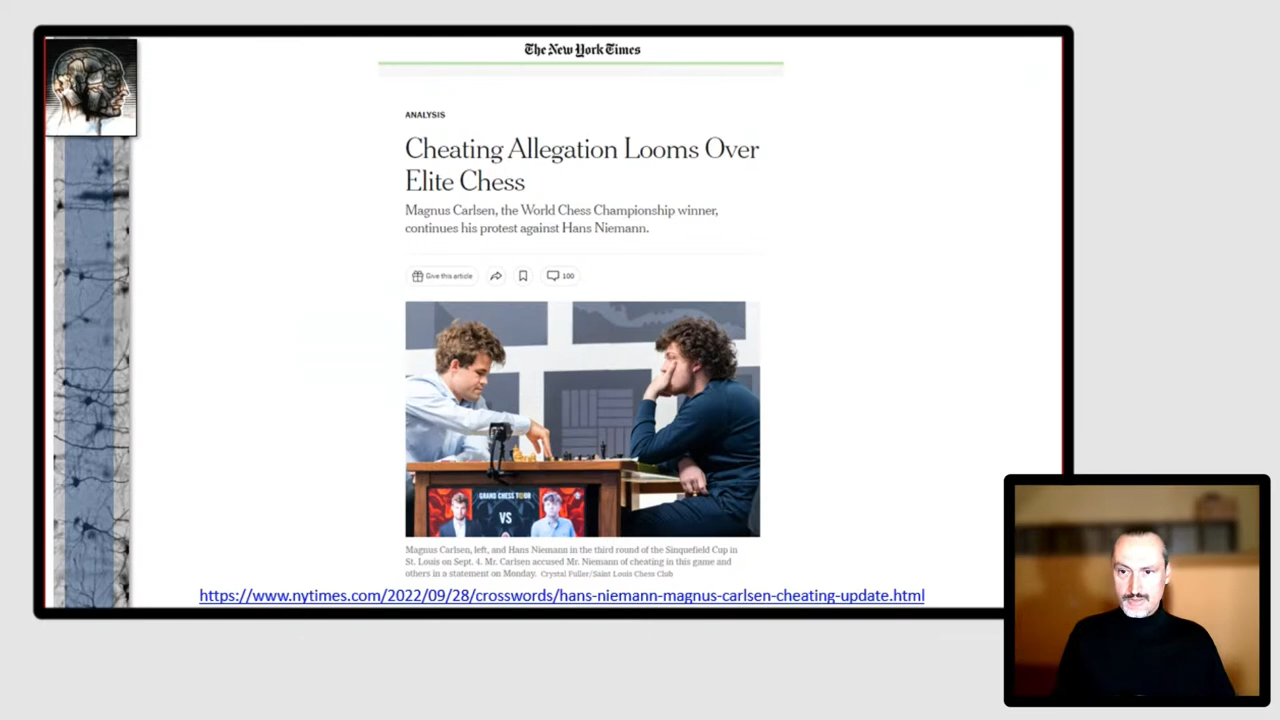 The New York Times
ANALYSIS
Cheating Allegation Looms Over
Elite Chess
Magnus Carlsen, the World Chess Championship winner,
continues his protest against Hans Niemann.
Give this article
100
GRAND CHESS TOUR
VS
Magnus Carlsen, left, and Hans Niemann in the third round of the Sinquefield Cup in
St. Louis on Sept. 4. Mr. Carlsen accused Mr. Niemann of cheating in this game and
others in a statement on Monday. Crystal Fuller/Saint Louis Chess Club
https://www.nytimes.com/2022/09/28/crosswords/hans-niemann-magnus-carlsen-cheating-update.html